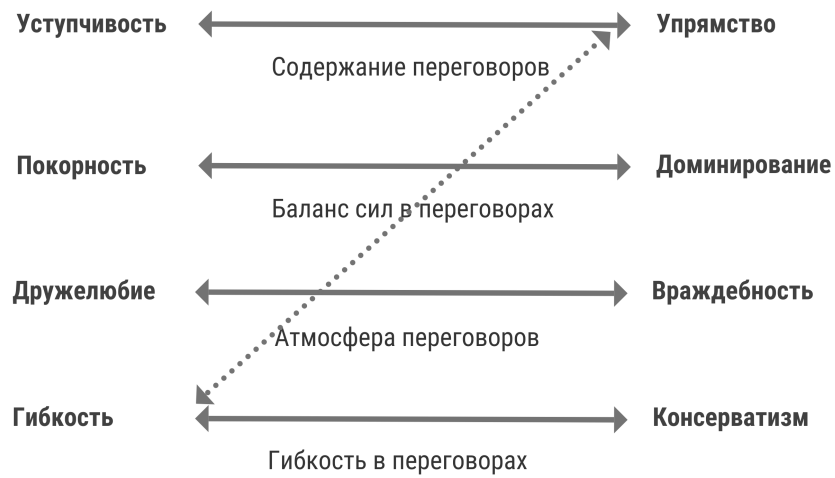 Уступчивость
Упрямство
Содержание переговоров
Покорность
Доминирование
Баланс сил в переговорах
Дружелюбие
Враждебность
Атмосфера переговоров
Гибкость
Консерватизм
Гибкость в переговорах